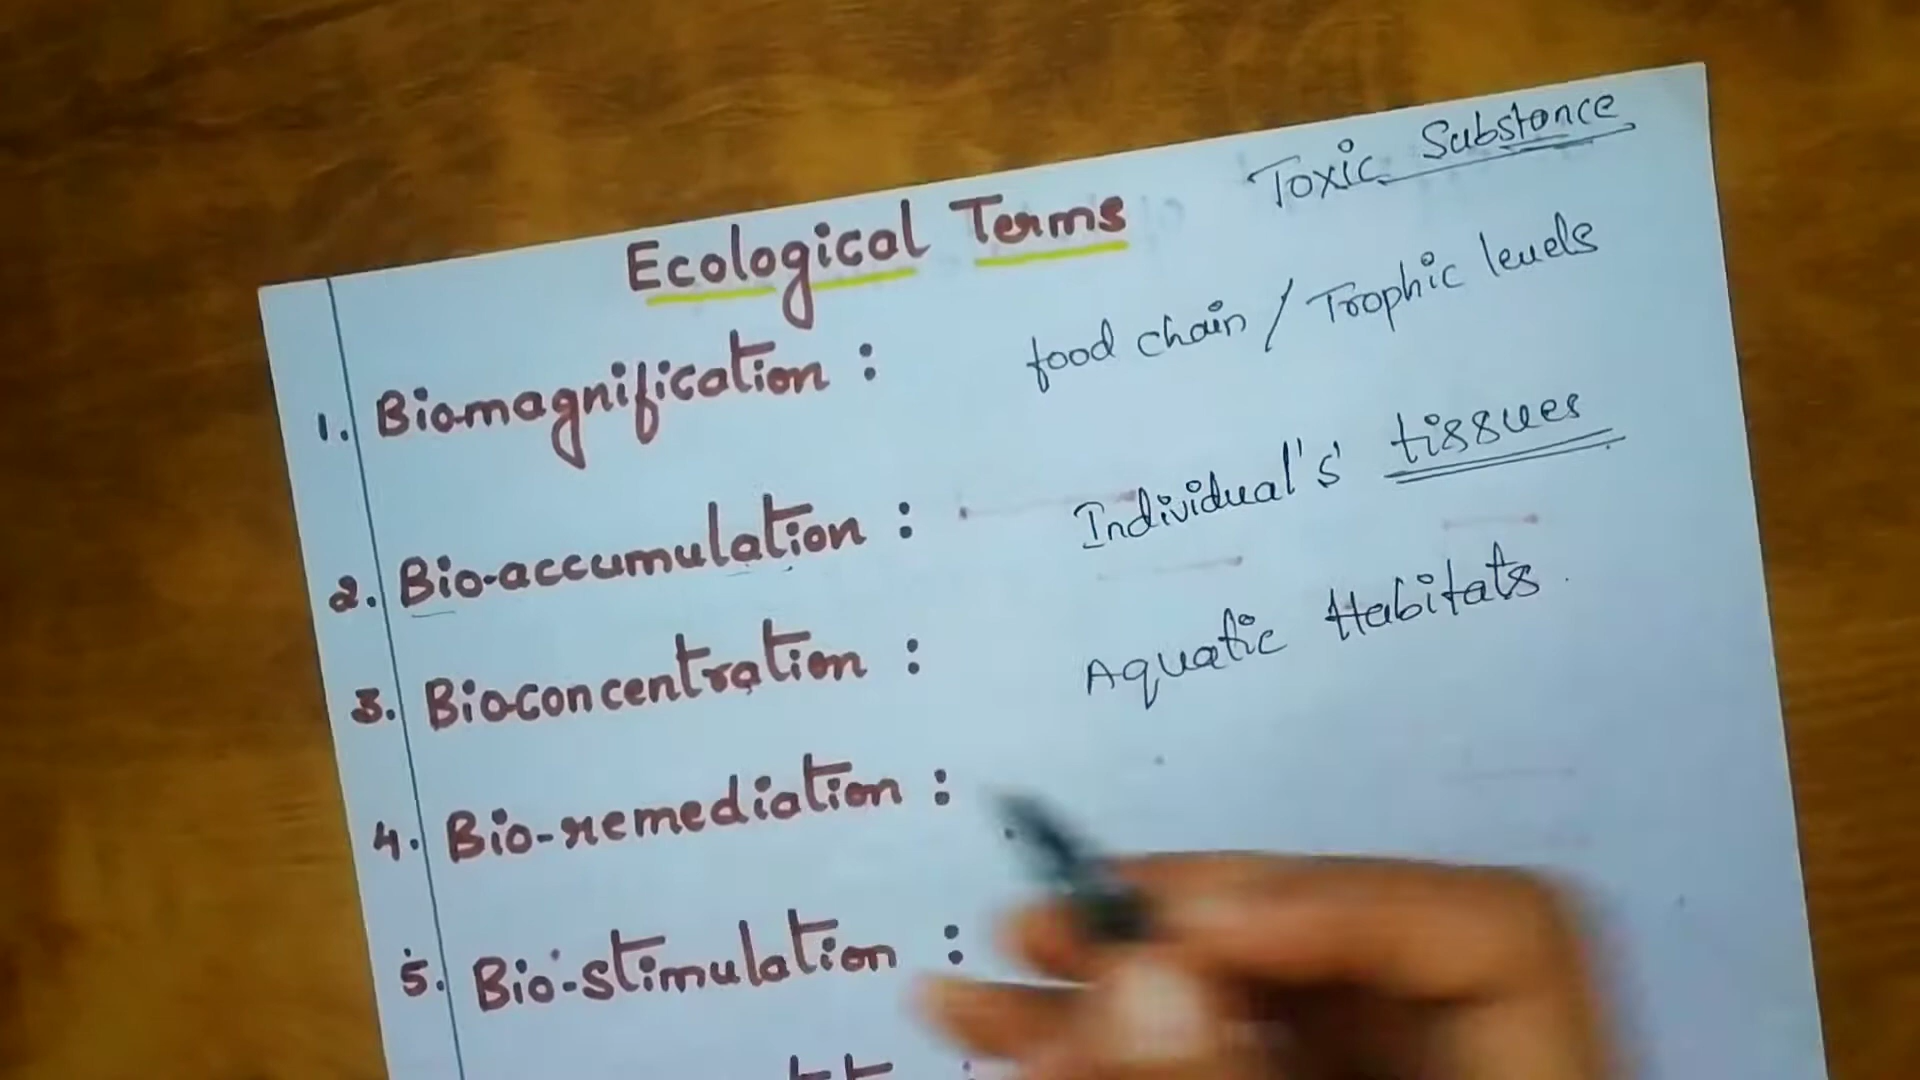 Toxic Substance
Ecological Terms
1. Biomagnification : food chain / Trophic levels
2. Bio-accumulation : Individual's tissues
3. Bioconcentration : Aquatic Habitats
4. Bio-remediation :
5. Bio-stimulation :